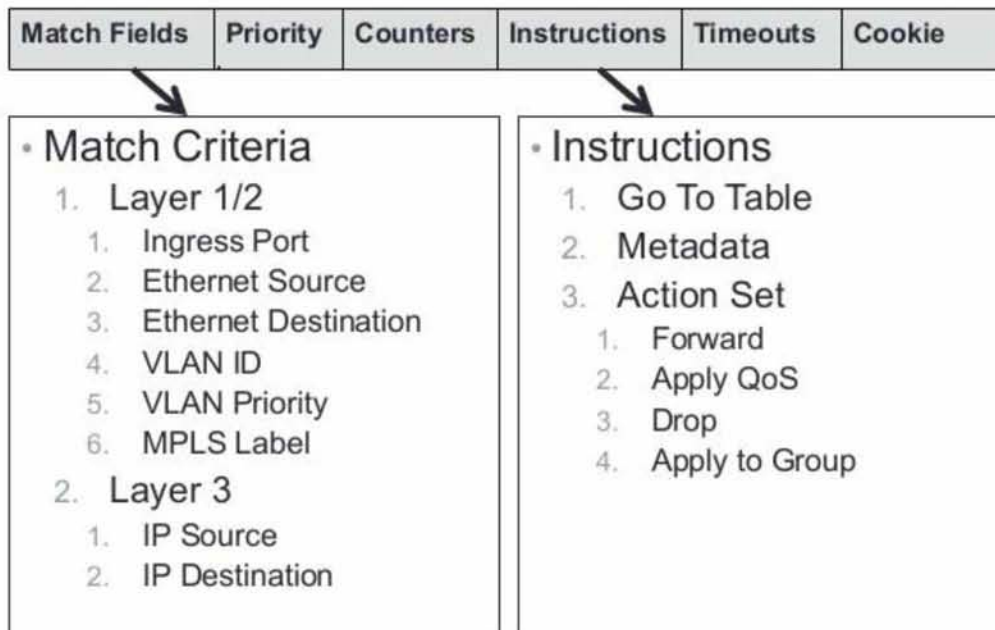 Match Fields Priority Counters Instructions Timeouts Cookie
• Match Criteria
1. Layer 1/2
1. Ingress Port
2. Ethernet Source
3. Ethernet Destination
4. VLAN ID
5. VLAN Priority
6. MPLS Label
2. Layer 3
1. IP Source
2. IP Destination
• Instructions
1. Go To Table
2. Metadata
3. Action Set
1. Forward
2. Apply QoS
3. Drop
4. Apply to Group